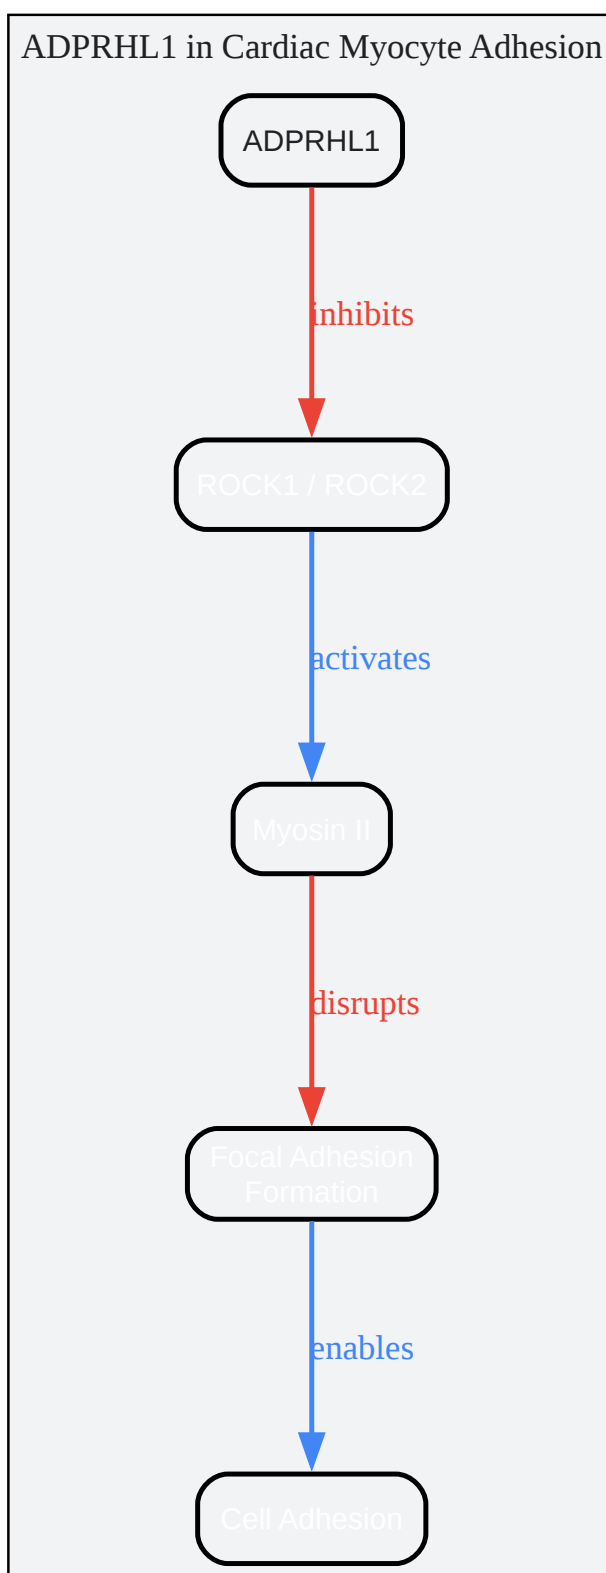 ADPRHL1 in Cardiac Myocyte Adhesion
ADPRHL1
inhibits
ROCK1 / ROCK2
activates
Myosin II
disrupts
Focal Adhesion
Formation
enables
Cell Adhesion